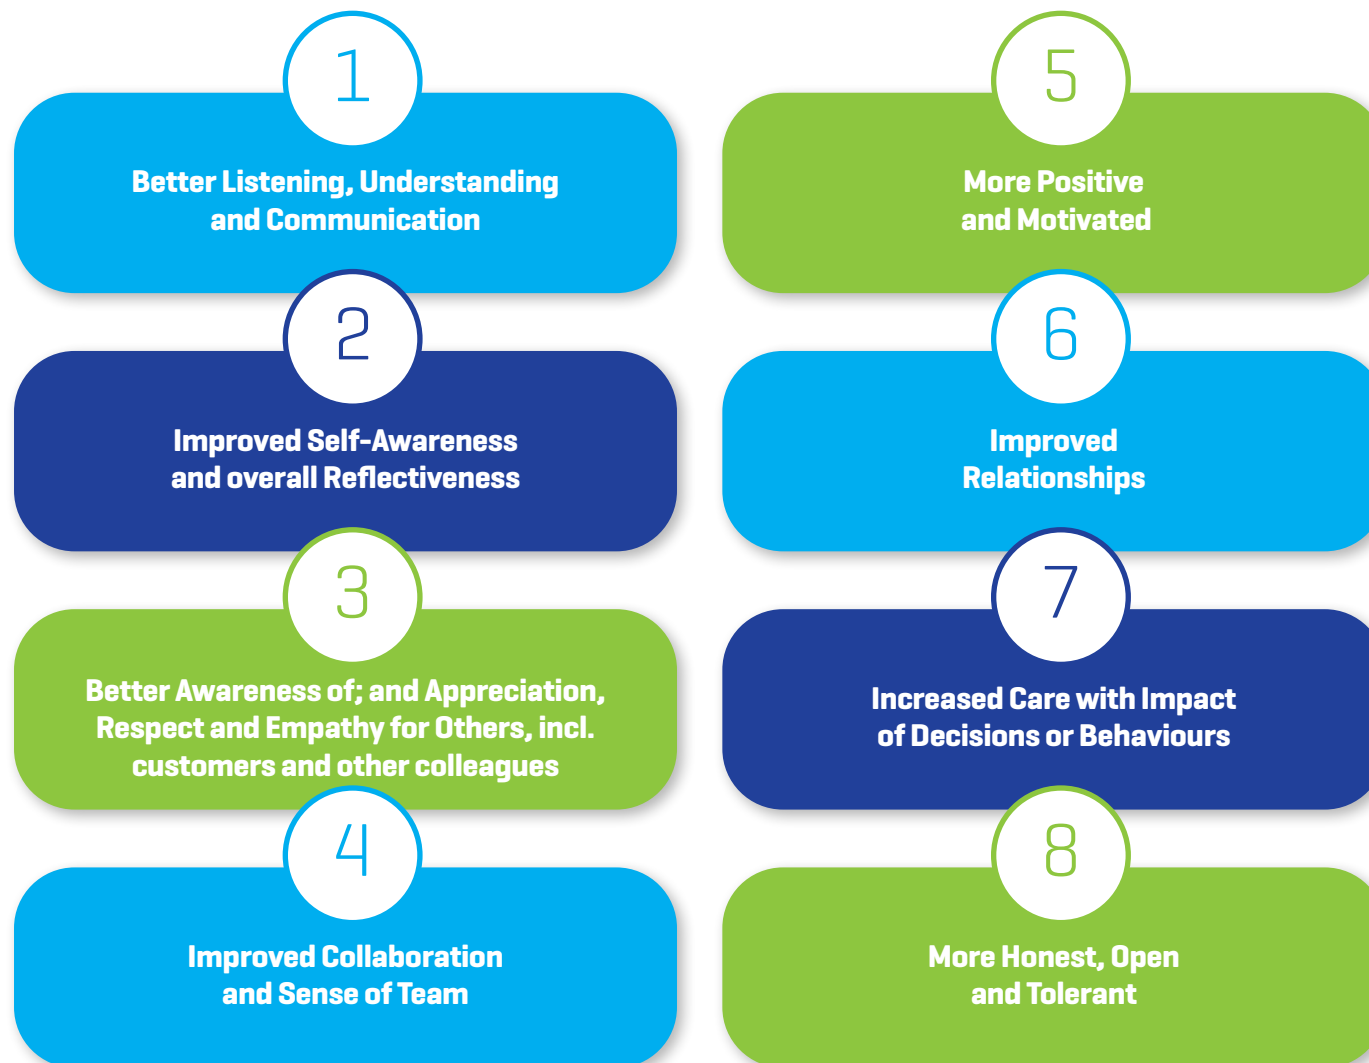 1
Better Listening, Understanding
and Communication
2
Improved Self-Awareness
and overall Reflectiveness
3
Better Awareness of; and Appreciation,
Respect and Empathy for Others, incl.
customers and other colleagues
4
Improved Collaboration
and Sense of Team
5
More Positive
and Motivated
6
Improved
Relationships
7
Increased Care with Impact
of Decisions or Behaviours
8
More Honest, Open
and Tolerant